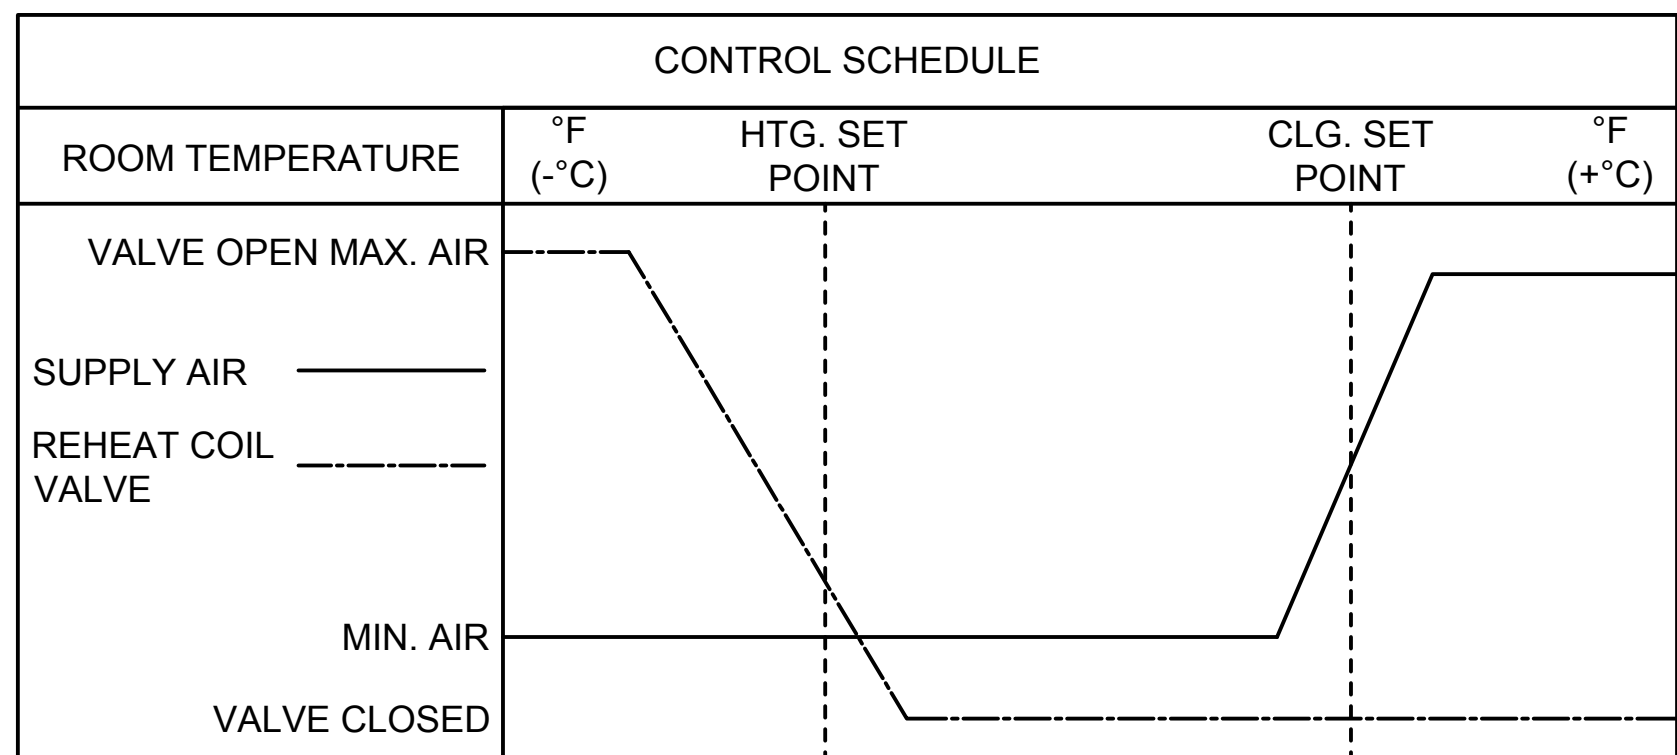 CONTROL SCHEDULE
ROOM TEMPERATURE
°F
(-°C)
HTG. SET
POINT
CLG. SET
POINT
°F
(+°C)
VALVE OPEN MAX. AIR
SUPPLY AIR
REHEAT COIL
VALVE
MIN. AIR
VALVE CLOSED